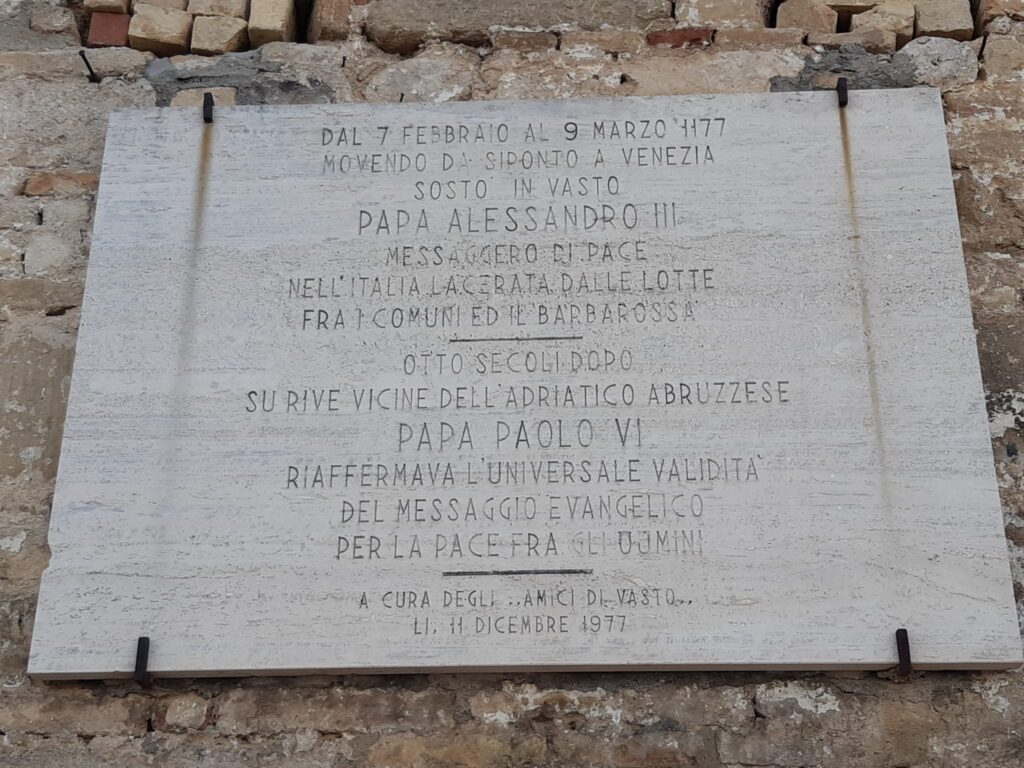 DAL 7 FEBBRAIO AL 9 MARZO 1177
MOVENDO DA SIPONTO A VENEZIA
SOSTO' IN VASTO
PAPA ALESSANDRO III
MESSAGGERO DI PACE
NELL'ITALIA LACERATA DALLE LOTTE
FRA I COMUNI ED IL BARBAROSSA
OTTO SECOLI DOPO
SU RIVE VICINE DELL'ADRIATICO ABRUZZESE
PAPA PAOLO VI
RIAFFERMAVA L'UNIVERSALE VALIDITA'
DEL MESSAGGIO EVANGELICO
PER LA PACE FRA GLI UOMINI
A CURA DEGLI ,,AMICI DI VASTO,,
LI, 11 DICEMBRE 1977